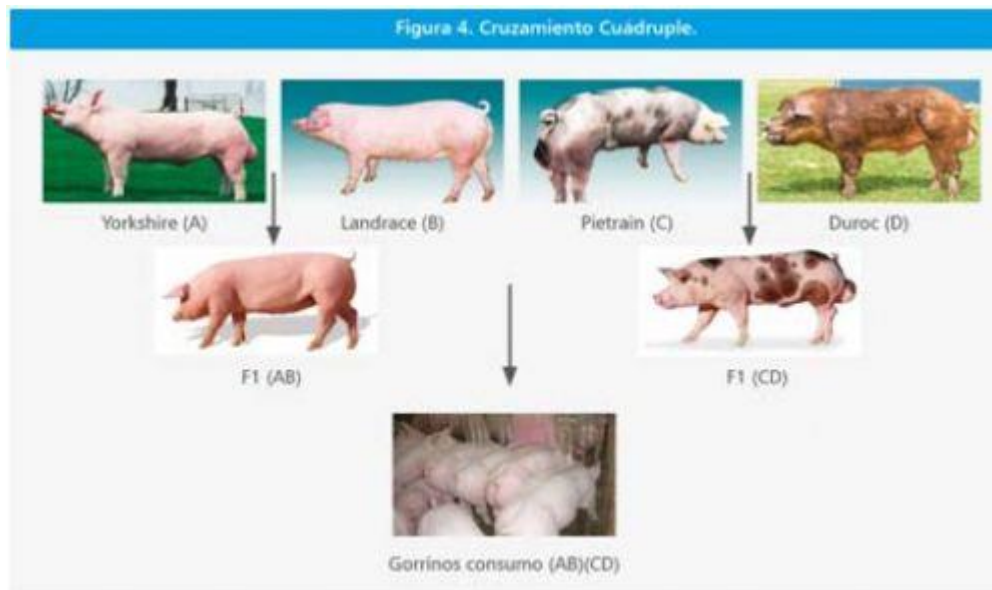 Figura 4. Cruzamiento Cuádruple.
Yorkshire (A)
Landrace (B)
Pietrain (C)
Duroc (D)
F1 (AB)
F1 (CD)
Gorrinos consumo (AB)(CD)